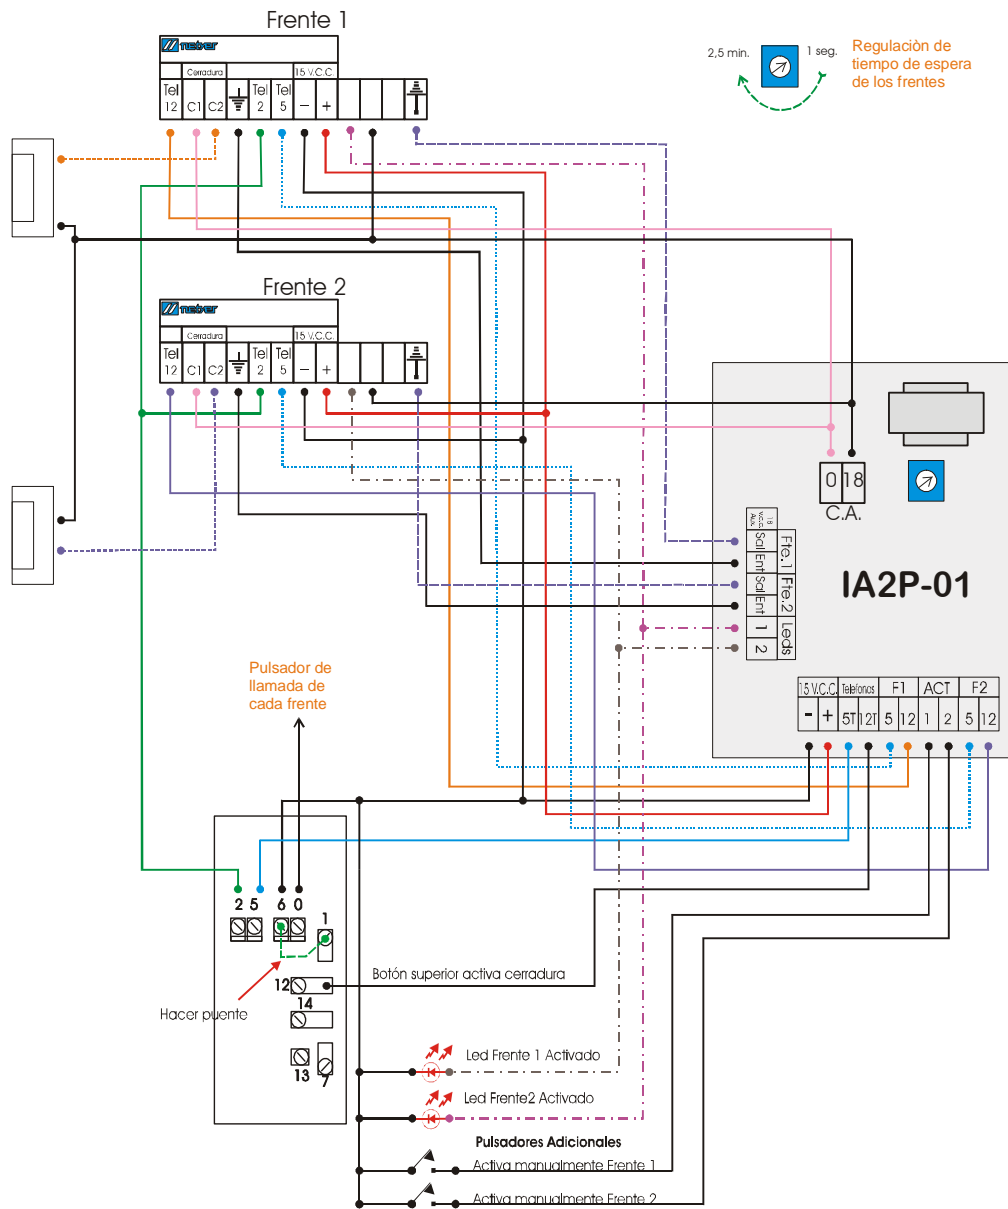 Frente 1
neber
Cerradura
15 V.C.C.
Tel 12
C1
C2
Tel 2
Tel 5
−
+
2,5 min.
1 seg.
Regulaciòn de
tiempo de espera
de los frentes
Frente 2
neber
Cerradura
15 V.C.C.
Tel 12
C1
C2
Tel 2
Tel 5
−
+
0
18
C.A.
IA2P-01
18 V.C.C. Aux.
Sal
Ent
Sal
Ent
1
2
Fte.1
Fte.2
Leds
15 V.C.C.
Telefonos
F1
ACT
F2
-
+
5T
12T
5
12
1
2
5
12
Pulsador de
llamada de
cada frente
2
5
6
0
1
12
14
13
7
Hacer puente
Botón superior activa cerradura
Led Frente 1 Activado
Led Frente2 Activado
Pulsadores Adicionales
Activa manualmente Frente 1
Activa manualmente Frente 2